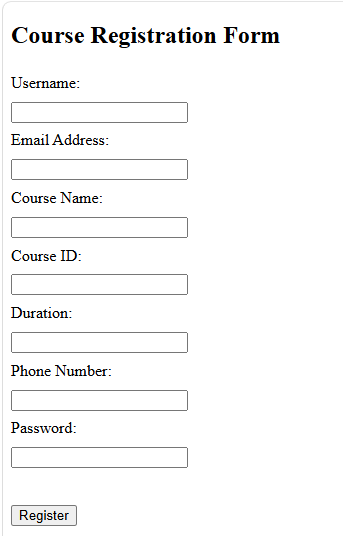 Course Registration Form
Username:
Email Address:
Course Name:
Course ID:
Duration:
Phone Number:
Password:
Register